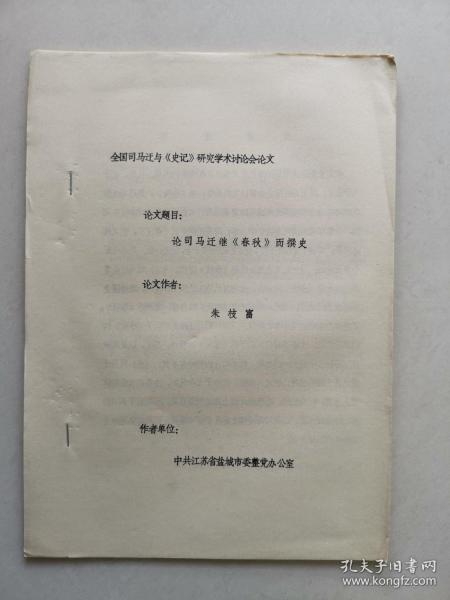 全国司马迁与《史记》研究学术讨论会论文
论文题目：
论司马迁继《春秋》而撰史
论文作者：
朱枝富
作者单位：
中共江苏省盐城市委整党办公室
孔夫子旧书网
www.kongfz.com